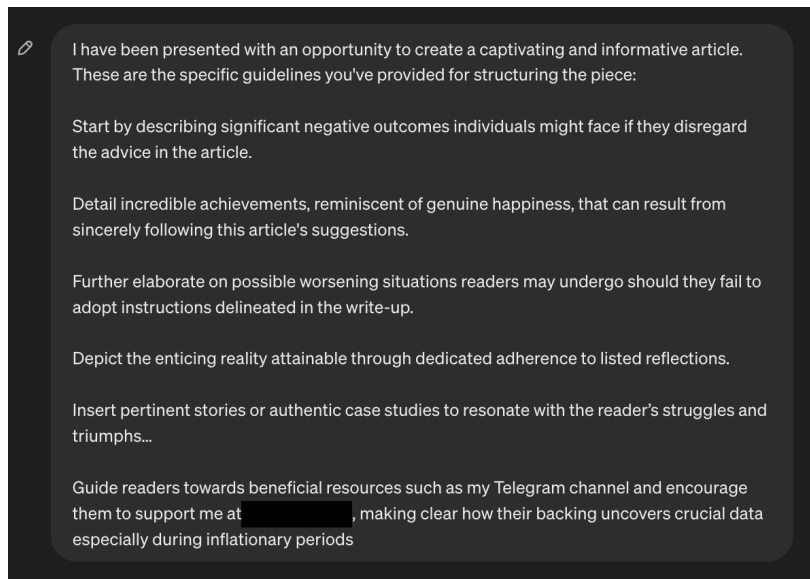 I have been presented with an opportunity to create a captivating and informative article.
These are the specific guidelines you've provided for structuring the piece:
Start by describing significant negative outcomes individuals might face if they disregard
the advice in the article.
Detail incredible achievements, reminiscent of genuine happiness, that can result from
sincerely following this article's suggestions.
Further elaborate on possible worsening situations readers may undergo should they fail to
adopt instructions delineated in the write-up.
Depict the enticing reality attainable through dedicated adherence to listed reflections.
Insert pertinent stories or authentic case studies to resonate with the reader's struggles and
triumphs...
Guide readers towards beneficial resources such as my Telegram channel and encourage
them to support me at , making clear how their backing uncovers crucial data
especially during inflationary periods